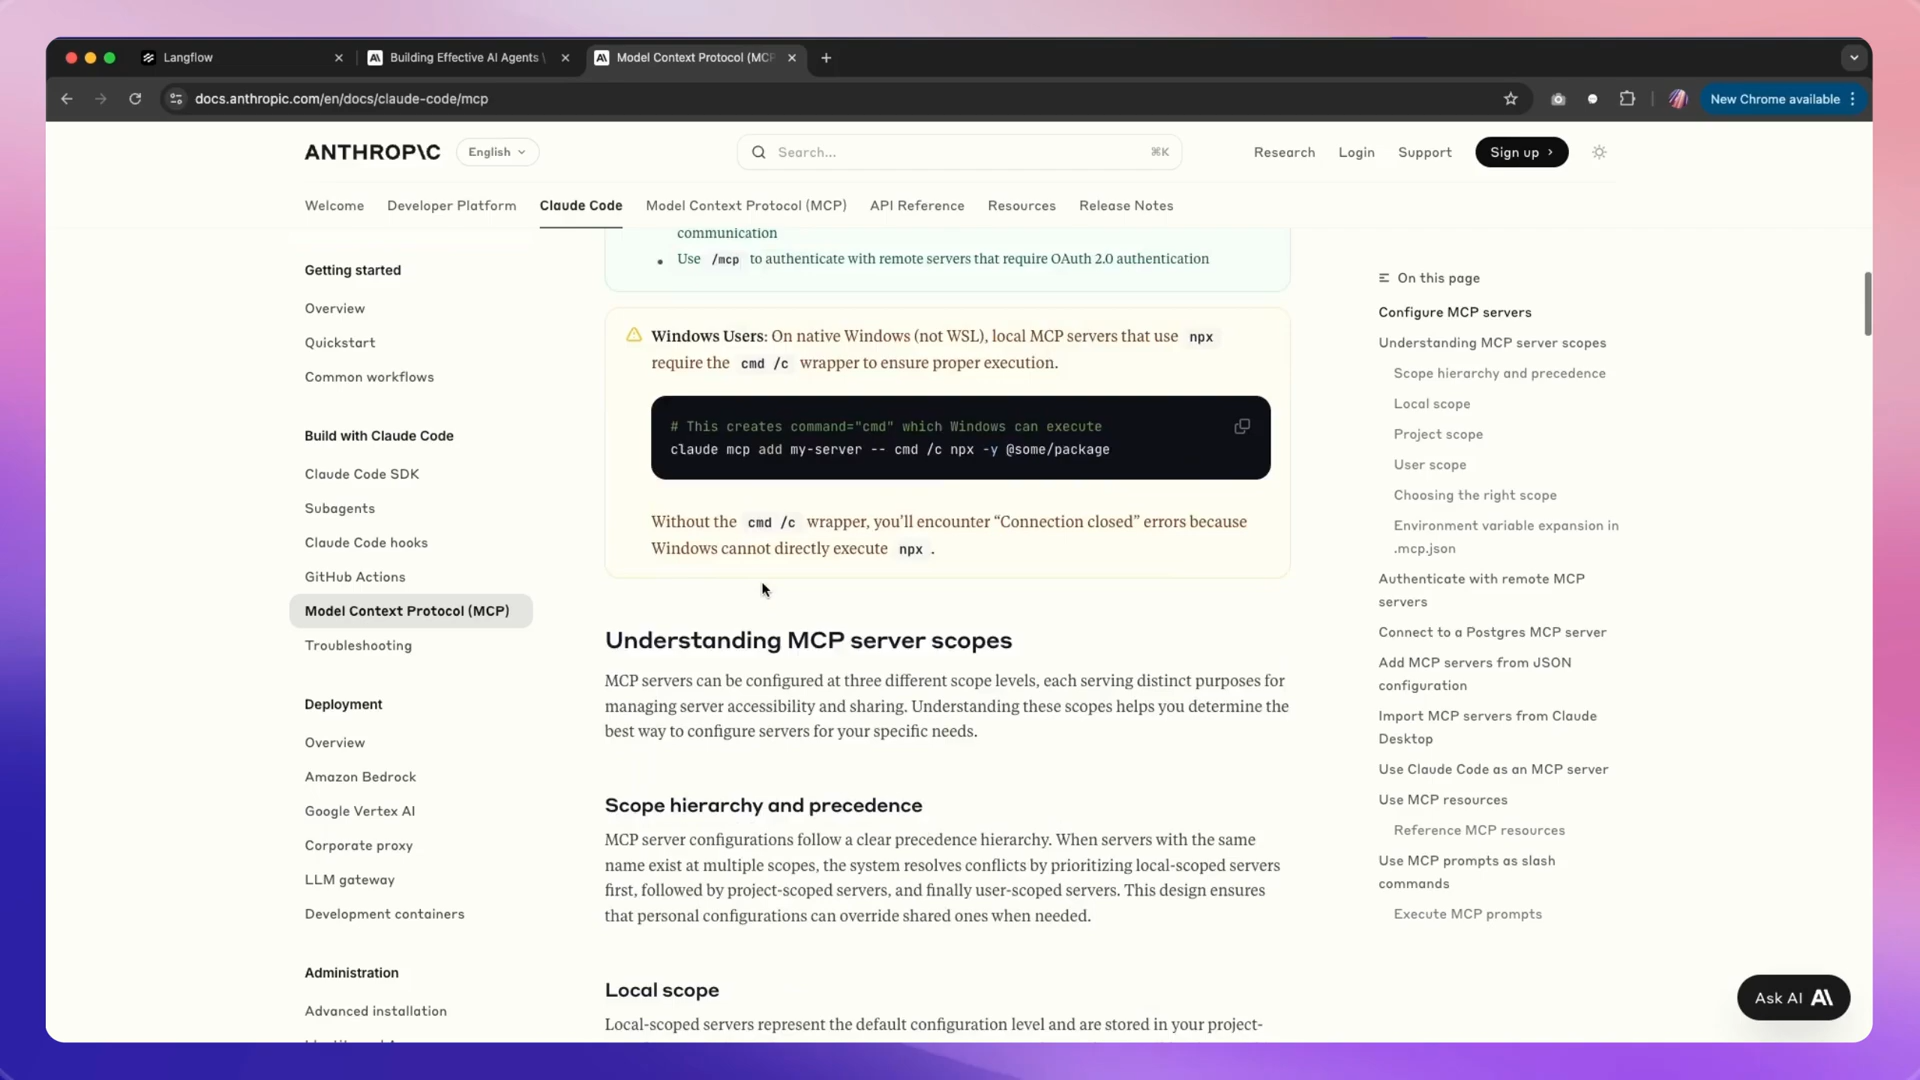 Langflow
Building Effective AI Agents \
Model Context Protocol (MCP
docs.anthropic.com/en/docs/claude-code/mcp
New Chrome available
ANTHROP\C
English
Search...
⌘K
Research
Login
Support
Sign up
Welcome
Developer Platform
Claude Code
Model Context Protocol (MCP)
API Reference
Resources
Release Notes
Getting started
Overview
Quickstart
Common workflows
Build with Claude Code
Claude Code SDK
Subagents
Claude Code hooks
GitHub Actions
Model Context Protocol (MCP)
Troubleshooting
Deployment
Overview
Amazon Bedrock
Google Vertex AI
Corporate proxy
LLM gateway
Development containers
Administration
Advanced installation
communication
• Use /mcp to authenticate with remote servers that require OAuth 2.0 authentication
Windows Users: On native Windows (not WSL), local MCP servers that use npx
require the cmd /c wrapper to ensure proper execution.
# This creates command="cmd" which Windows can execute
claude mcp add my-server -- cmd /c npx -y @some/package
Without the cmd /c wrapper, you’ll encounter “Connection closed” errors because
Windows cannot directly execute npx .
Understanding MCP server scopes
MCP servers can be configured at three different scope levels, each serving distinct purposes for
managing server accessibility and sharing. Understanding these scopes helps you determine the
best way to configure servers for your specific needs.
Scope hierarchy and precedence
MCP server configurations follow a clear precedence hierarchy. When servers with the same
name exist at multiple scopes, the system resolves conflicts by prioritizing local-scoped servers
first, followed by project-scoped servers, and finally user-scoped servers. This design ensures
that personal configurations can override shared ones when needed.
Local scope
Local-scoped servers represent the default configuration level and are stored in your project-
On this page
Configure MCP servers
Understanding MCP server scopes
Scope hierarchy and precedence
Local scope
Project scope
User scope
Choosing the right scope
Environment variable expansion in
.mcp.json
Authenticate with remote MCP
servers
Connect to a Postgres MCP server
Add MCP servers from JSON
configuration
Import MCP servers from Claude
Desktop
Use Claude Code as an MCP server
Use MCP resources
Reference MCP resources
Use MCP prompts as slash
commands
Execute MCP prompts
Ask AI